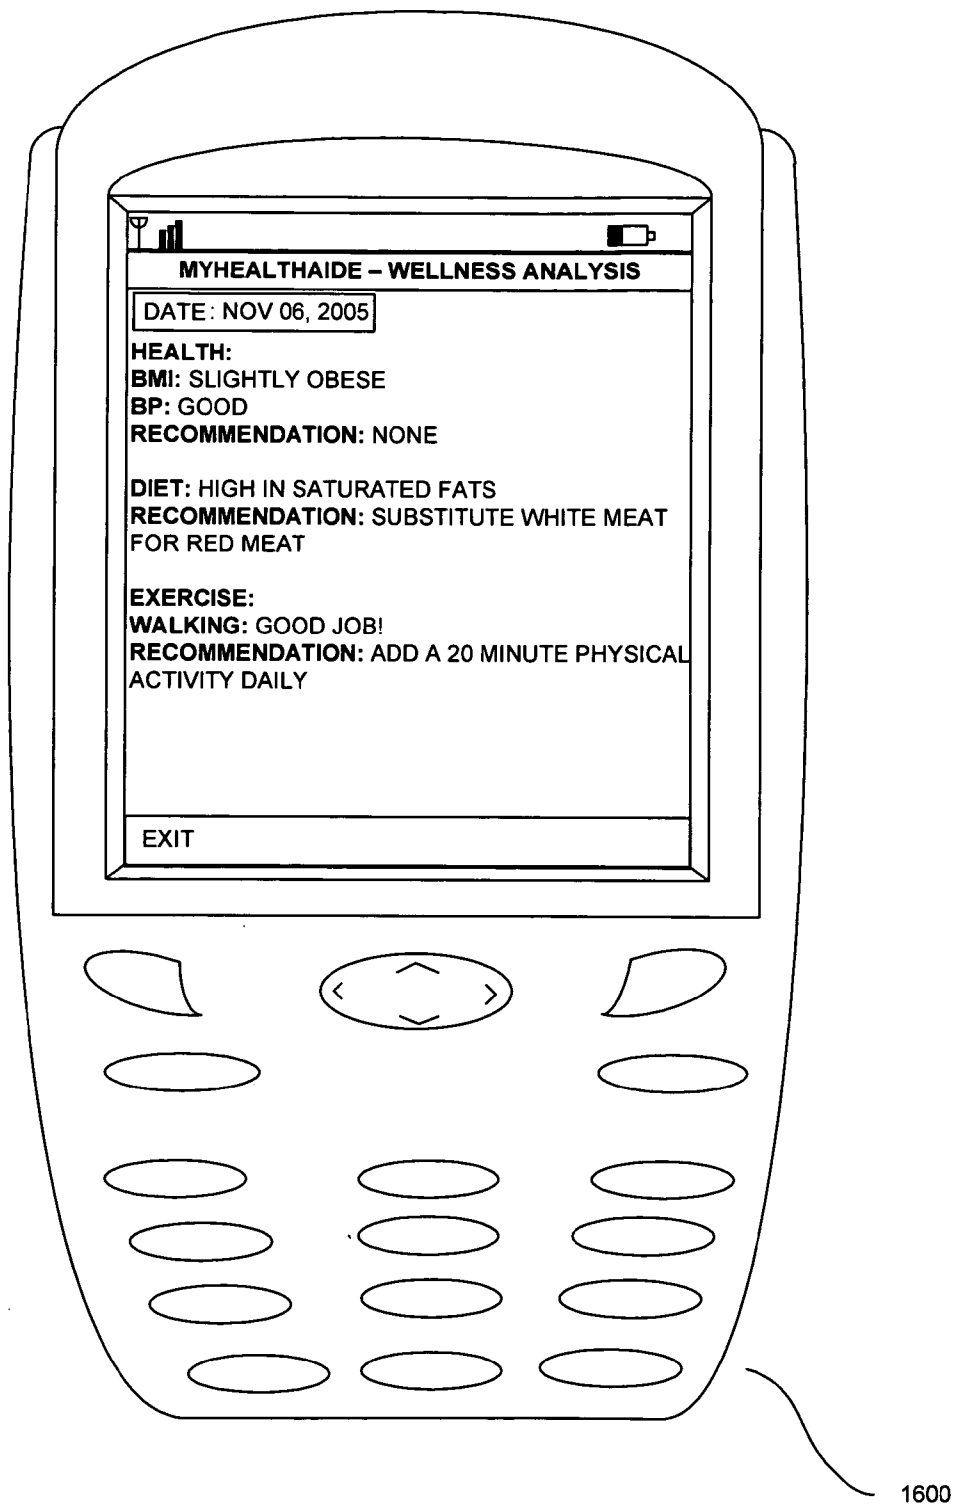 MYHEALTHAIDE – WELLNESS ANALYSIS
DATE: NOV 06, 2005
HEALTH:
BMI: SLIGHTLY OBESE
BP: GOOD
RECOMMENDATION: NONE
DIET: HIGH IN SATURATED FATS
RECOMMENDATION: SUBSTITUTE WHITE MEAT
FOR RED MEAT
EXERCISE:
WALKING: GOOD JOB!
RECOMMENDATION: ADD A 20 MINUTE PHYSICAL
ACTIVITY DAILY
EXIT
1600